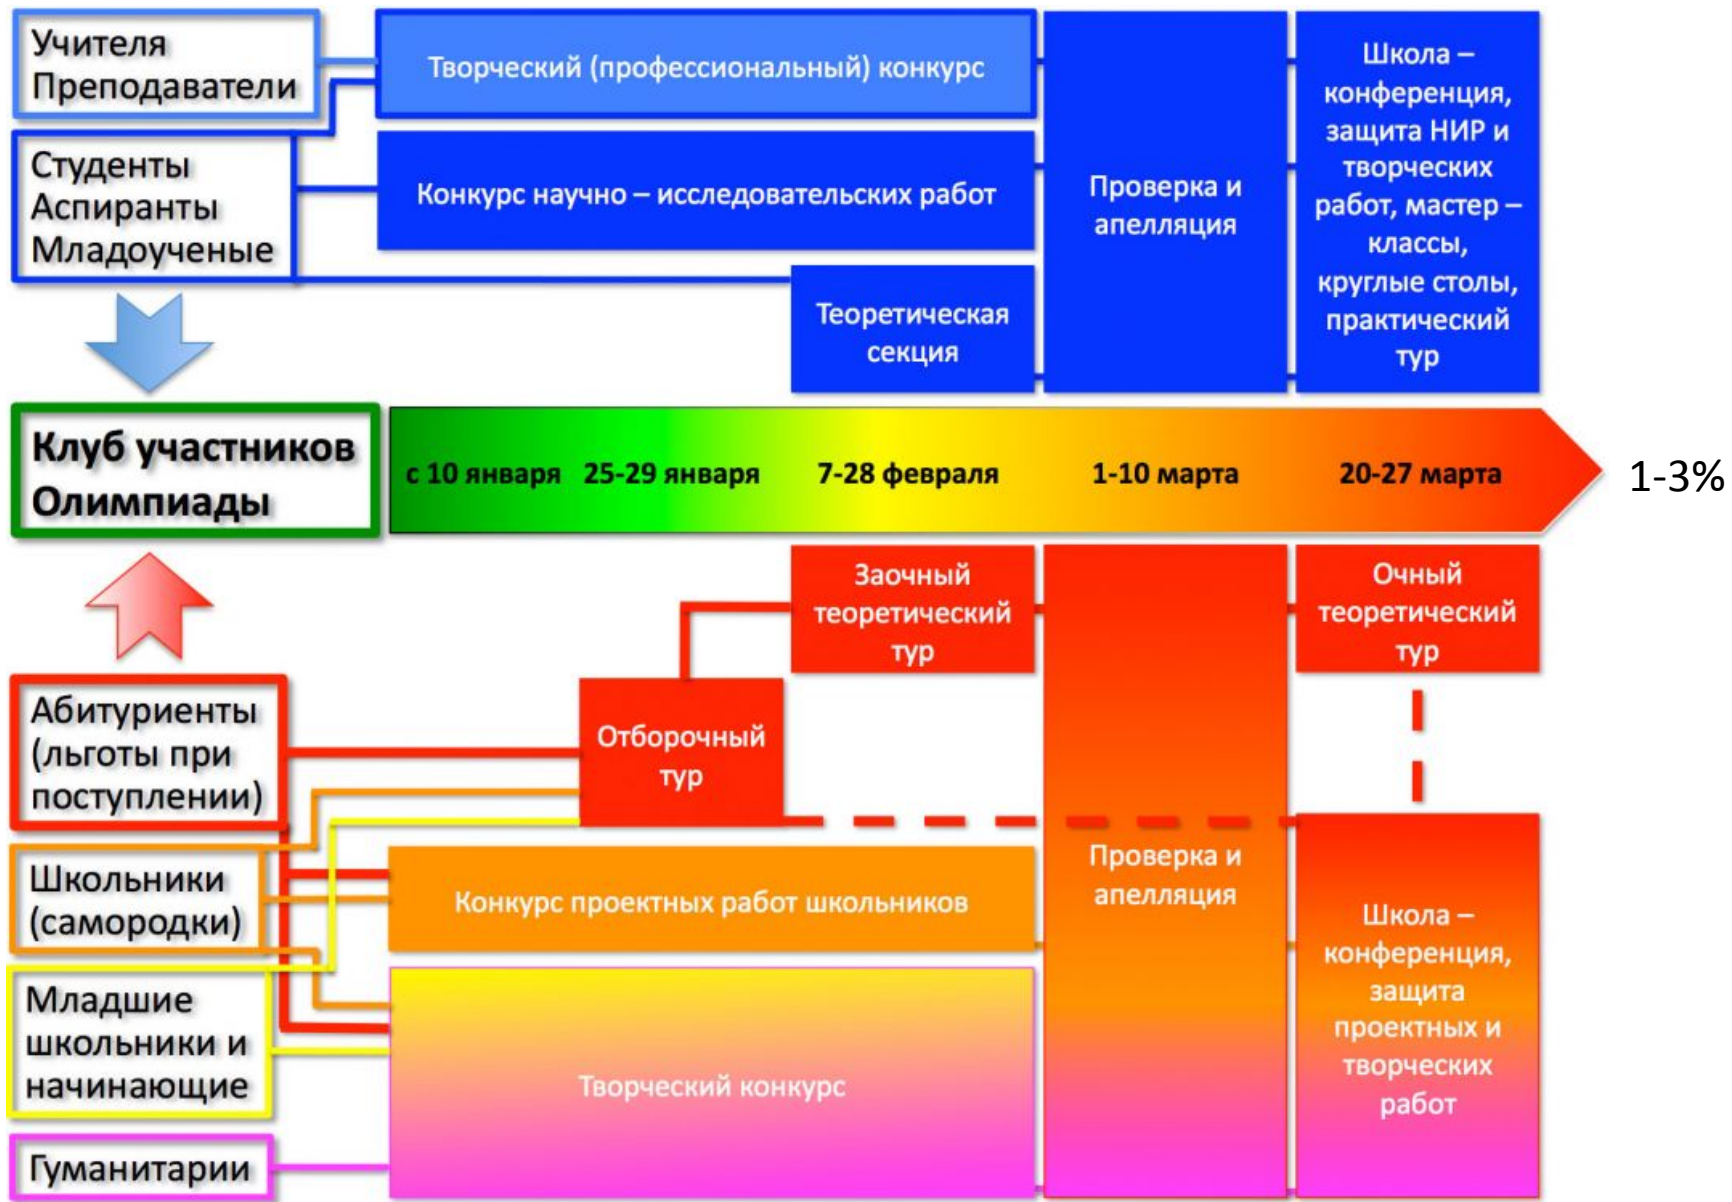 Учителя
Преподаватели
Творческий (профессиональный) конкурс
Студенты
Аспиранты
Младоученые
Конкурс научно – исследовательских работ
Теоретическая
секция
Проверка и
апелляция
Школа –
конференция,
защита НИР и
творческих
работ, мастер –
классы,
круглые столы,
практический
тур
Клуб участников
Олимпиады
с 10 января
25-29 января
7-28 февраля
1-10 марта
20-27 марта
1-3%
Абитуриенты
(льготы при
поступлении)
Школьники
(самородки)
Младшие
школьники и
начинающие
Гуманитарии
Отборочный
тур
Заочный
теоретический
тур
Конкурс проектных работ школьников
Творческий конкурс
Проверка и
апелляция
Очный
теоретический
тур
Школа –
конференция,
защита
проектных и
творческих
работ